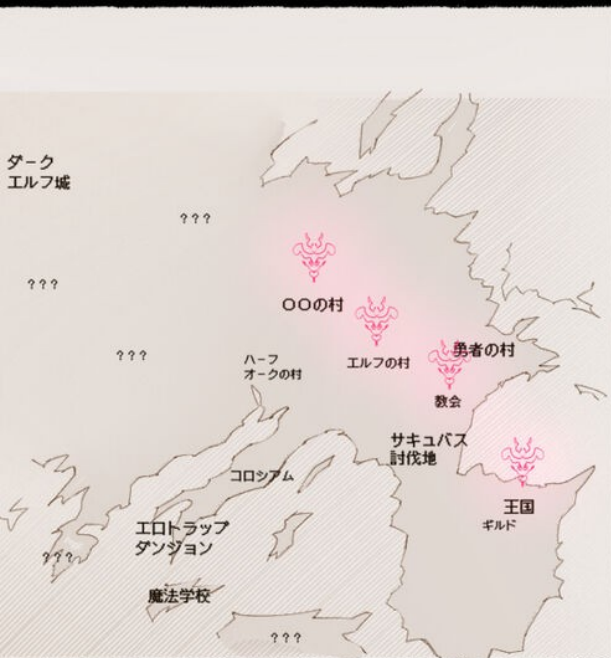 ダーク
エルフ城
???
???
〇〇の村
???
ハーフ
オークの村
エルフの村
勇者の村
教会
サキュバス
討伐地
コロシアム
王国
ギルド
エロトラップ
ダンジョン
???
魔法学校
???